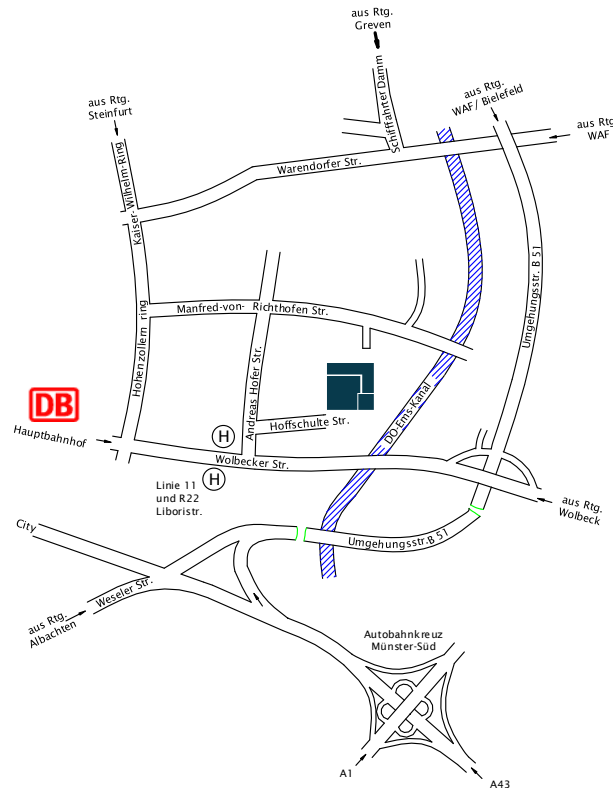 aus Rtg.
Greven
Schiffahrter Damm
aus Rtg.
WAF/ Bielefeld
aus Rtg.
WAF
aus Rtg.
Steinfurt
Kaiser-Wilhelm-Ring
Warendorfer Str.
Umgehungsstr. B 51
Manfred-von- Richthofen Str.
Hohenzollern ring
Andreas Hofer Str.
DO-Ems-Kanal
DB
Hoffschulte Str.
Hauptbahnhof
H
Wolbecker Str.
H
Linie 11
und R22
Liboristr.
aus Rtg.
Wolbeck
City
Umgehungsstr.B 51
Weseler Str.
aus Rtg.
Albachten
Autobahnkreuz
Münster-Süd
A1
A43